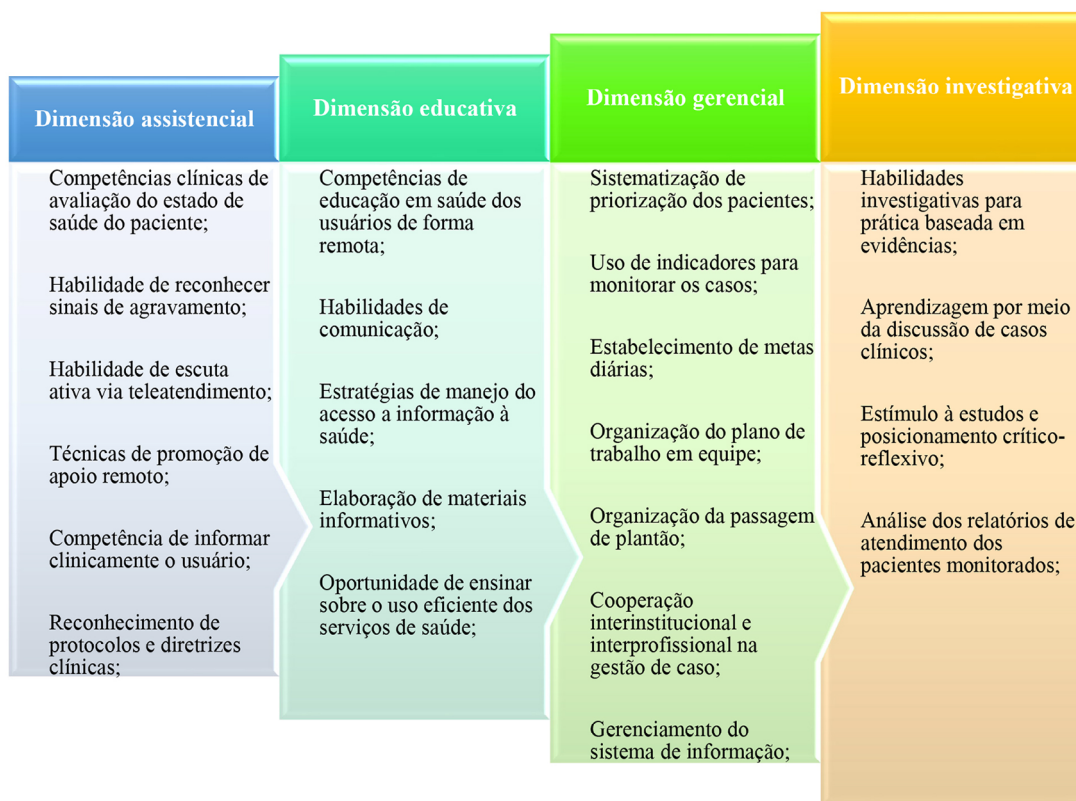 Dimensão assistencial
Competências clínicas de
avaliação do estado de
saúde do paciente;
Habilidade de reconhecer
sinais de agravamento;
Habilidade de escuta
ativa via teleatendimento;
Técnicas de promoção de
apoio remoto;
Competência de informar
clinicamente o usuário;
Reconhecimento de
protocolos e diretrizes
clínicas;
Dimensão educativa
Competências de
educação em saúde dos
usuários de forma
remota;
Habilidades de
comunicação;
Estratégias de manejo do
acesso a informação à
saúde;
Elaboração de materiais
informativos;
Oportunidade de ensinar
sobre o uso eficiente dos
serviços de saúde;
Dimensão gerencial
Sistematização de
priorização dos pacientes;
Uso de indicadores para
monitorar os casos;
Estabelecimento de metas
diárias;
Organização do plano de
trabalho em equipe;
Organização da passagem
de plantão;
Cooperação
interinstitucional e
interprofissional na
gestão de caso;
Gerenciamento do
sistema de informação;
Dimensão investigativa
Habilidades
investigativas para
prática baseada em
evidências;
Aprendizagem por meio
da discussão de casos
clínicos;
Estímulo à estudos e
posicionamento crítico-
reflexivo;
Análise dos relatórios de
atendimento dos
pacientes monitorados;